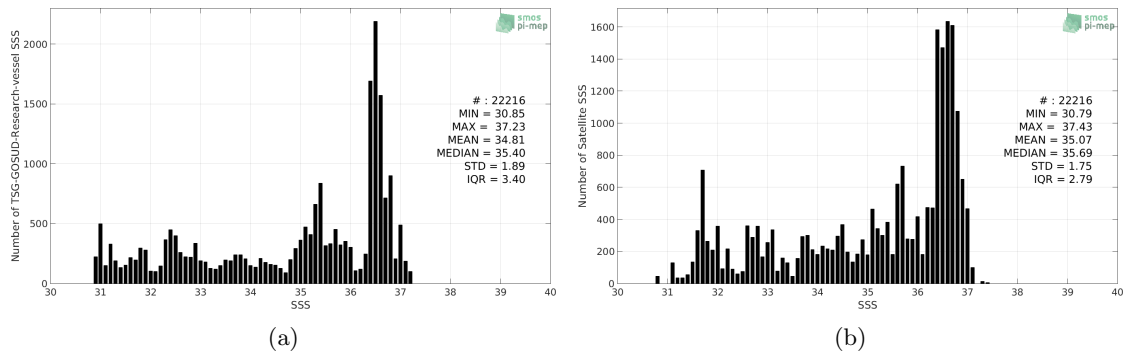 smos
pi-mep
Number of TSG-GOSUD-Research-vessel SSS
2000
1500
1000
500
0
# : 22216
MIN = 30.85
MAX = 37.23
MEAN = 34.81
MEDIAN = 35.40
STD = 1.89
IQR = 3.40
30 31 32 33 34 35 36 37 38 39 40
SSS
(a)
smos
pi-mep
Number of Satellite SSS
1600
1400
1200
1000
800
600
400
200
0
# : 22216
MIN = 30.79
MAX = 37.43
MEAN = 35.07
MEDIAN = 35.69
STD = 1.75
IQR = 2.79
30 31 32 33 34 35 36 37 38 39 40
SSS
(b)